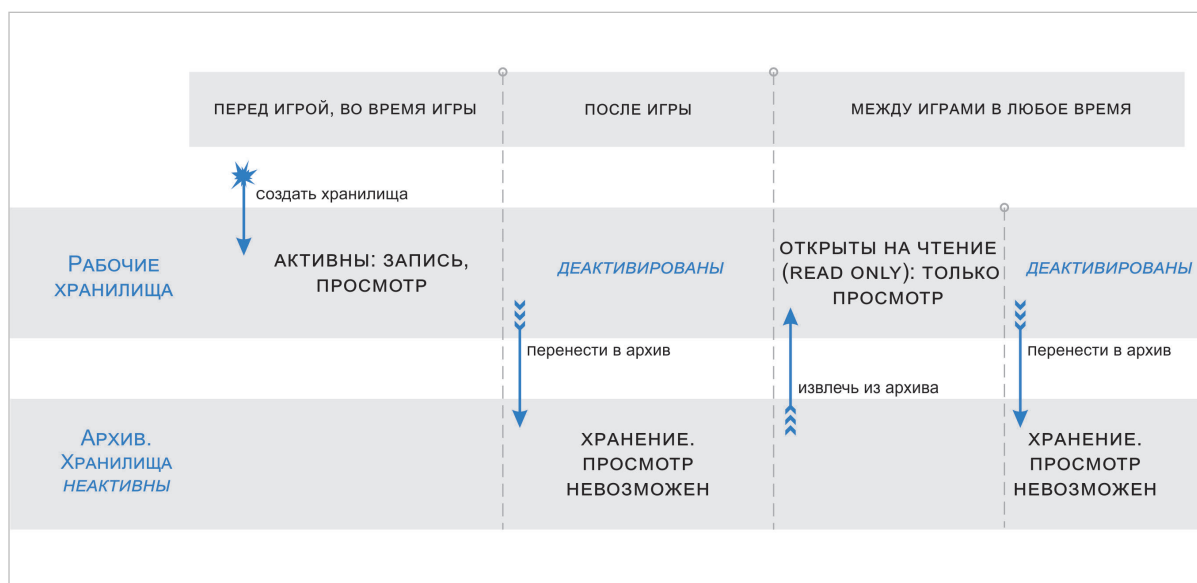 ПЕРЕД ИГРОЙ, ВО ВРЕМЯ ИГРЫ
ПОСЛЕ ИГРЫ
МЕЖДУ ИГРАМИ В ЛЮБОЕ ВРЕМЯ
создать хранилища
РАБОЧИЕ
ХРАНИЛИЩА
АКТИВНЫ: ЗАПИСЬ,
ПРОСМОТР
ДЕАКТИВИРОВАНЫ
ОТКРЫТЫ НА ЧТЕНИЕ
(READ ONLY): ТОЛЬКО
ПРОСМОТР
ДЕАКТИВИРОВАНЫ
перенести в архив
извлечь из архива
перенести в архив
АРХИВ.
ХРАНИЛИЩА
НЕАКТИВНЫ
ХРАНЕНИЕ.
ПРОСМОТР
НЕВОЗМОЖЕН
ХРАНЕНИЕ.
ПРОСМОТР
НЕВОЗМОЖЕН